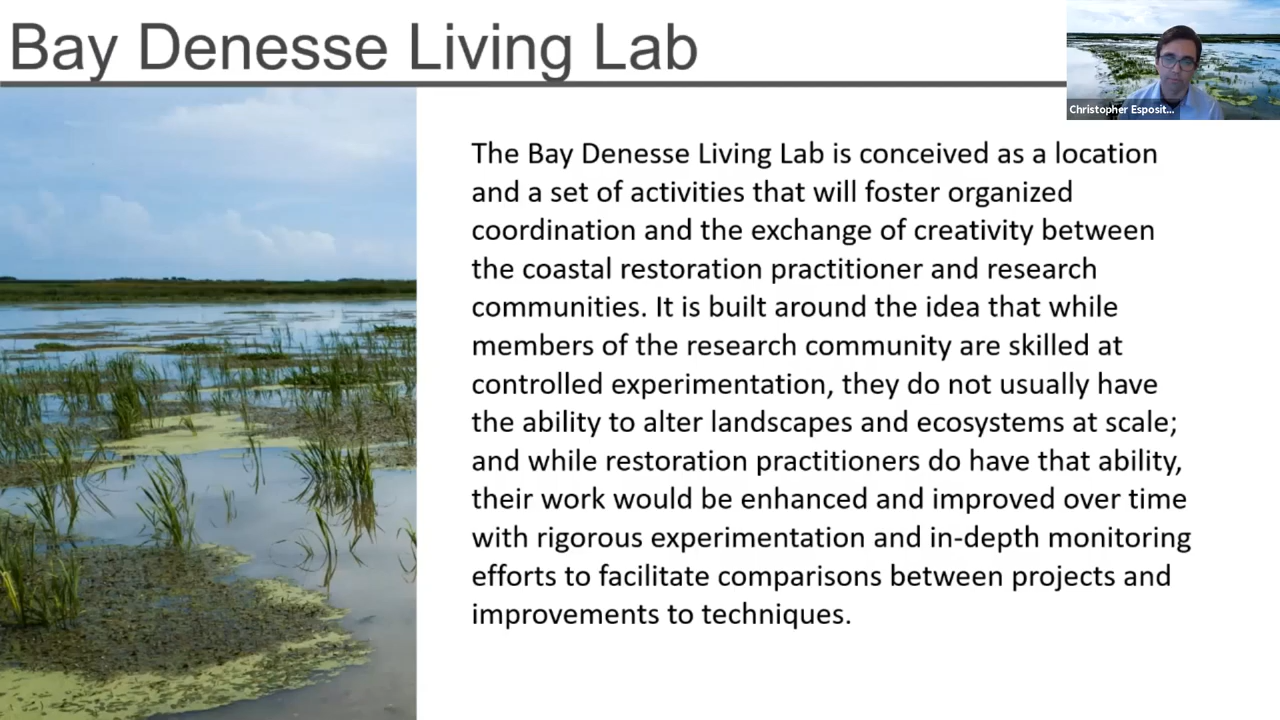 Bay Denesse Living Lab
Christopher Esposit...
The Bay Denesse Living Lab is conceived as a location
and a set of activities that will foster organized
coordination and the exchange of creativity between
the coastal restoration practitioner and research
communities. It is built around the idea that while
members of the research community are skilled at
controlled experimentation, they do not usually have
the ability to alter landscapes and ecosystems at scale;
and while restoration practitioners do have that ability,
their work would be enhanced and improved over time
with rigorous experimentation and in-depth monitoring
efforts to facilitate comparisons between projects and
improvements to techniques.